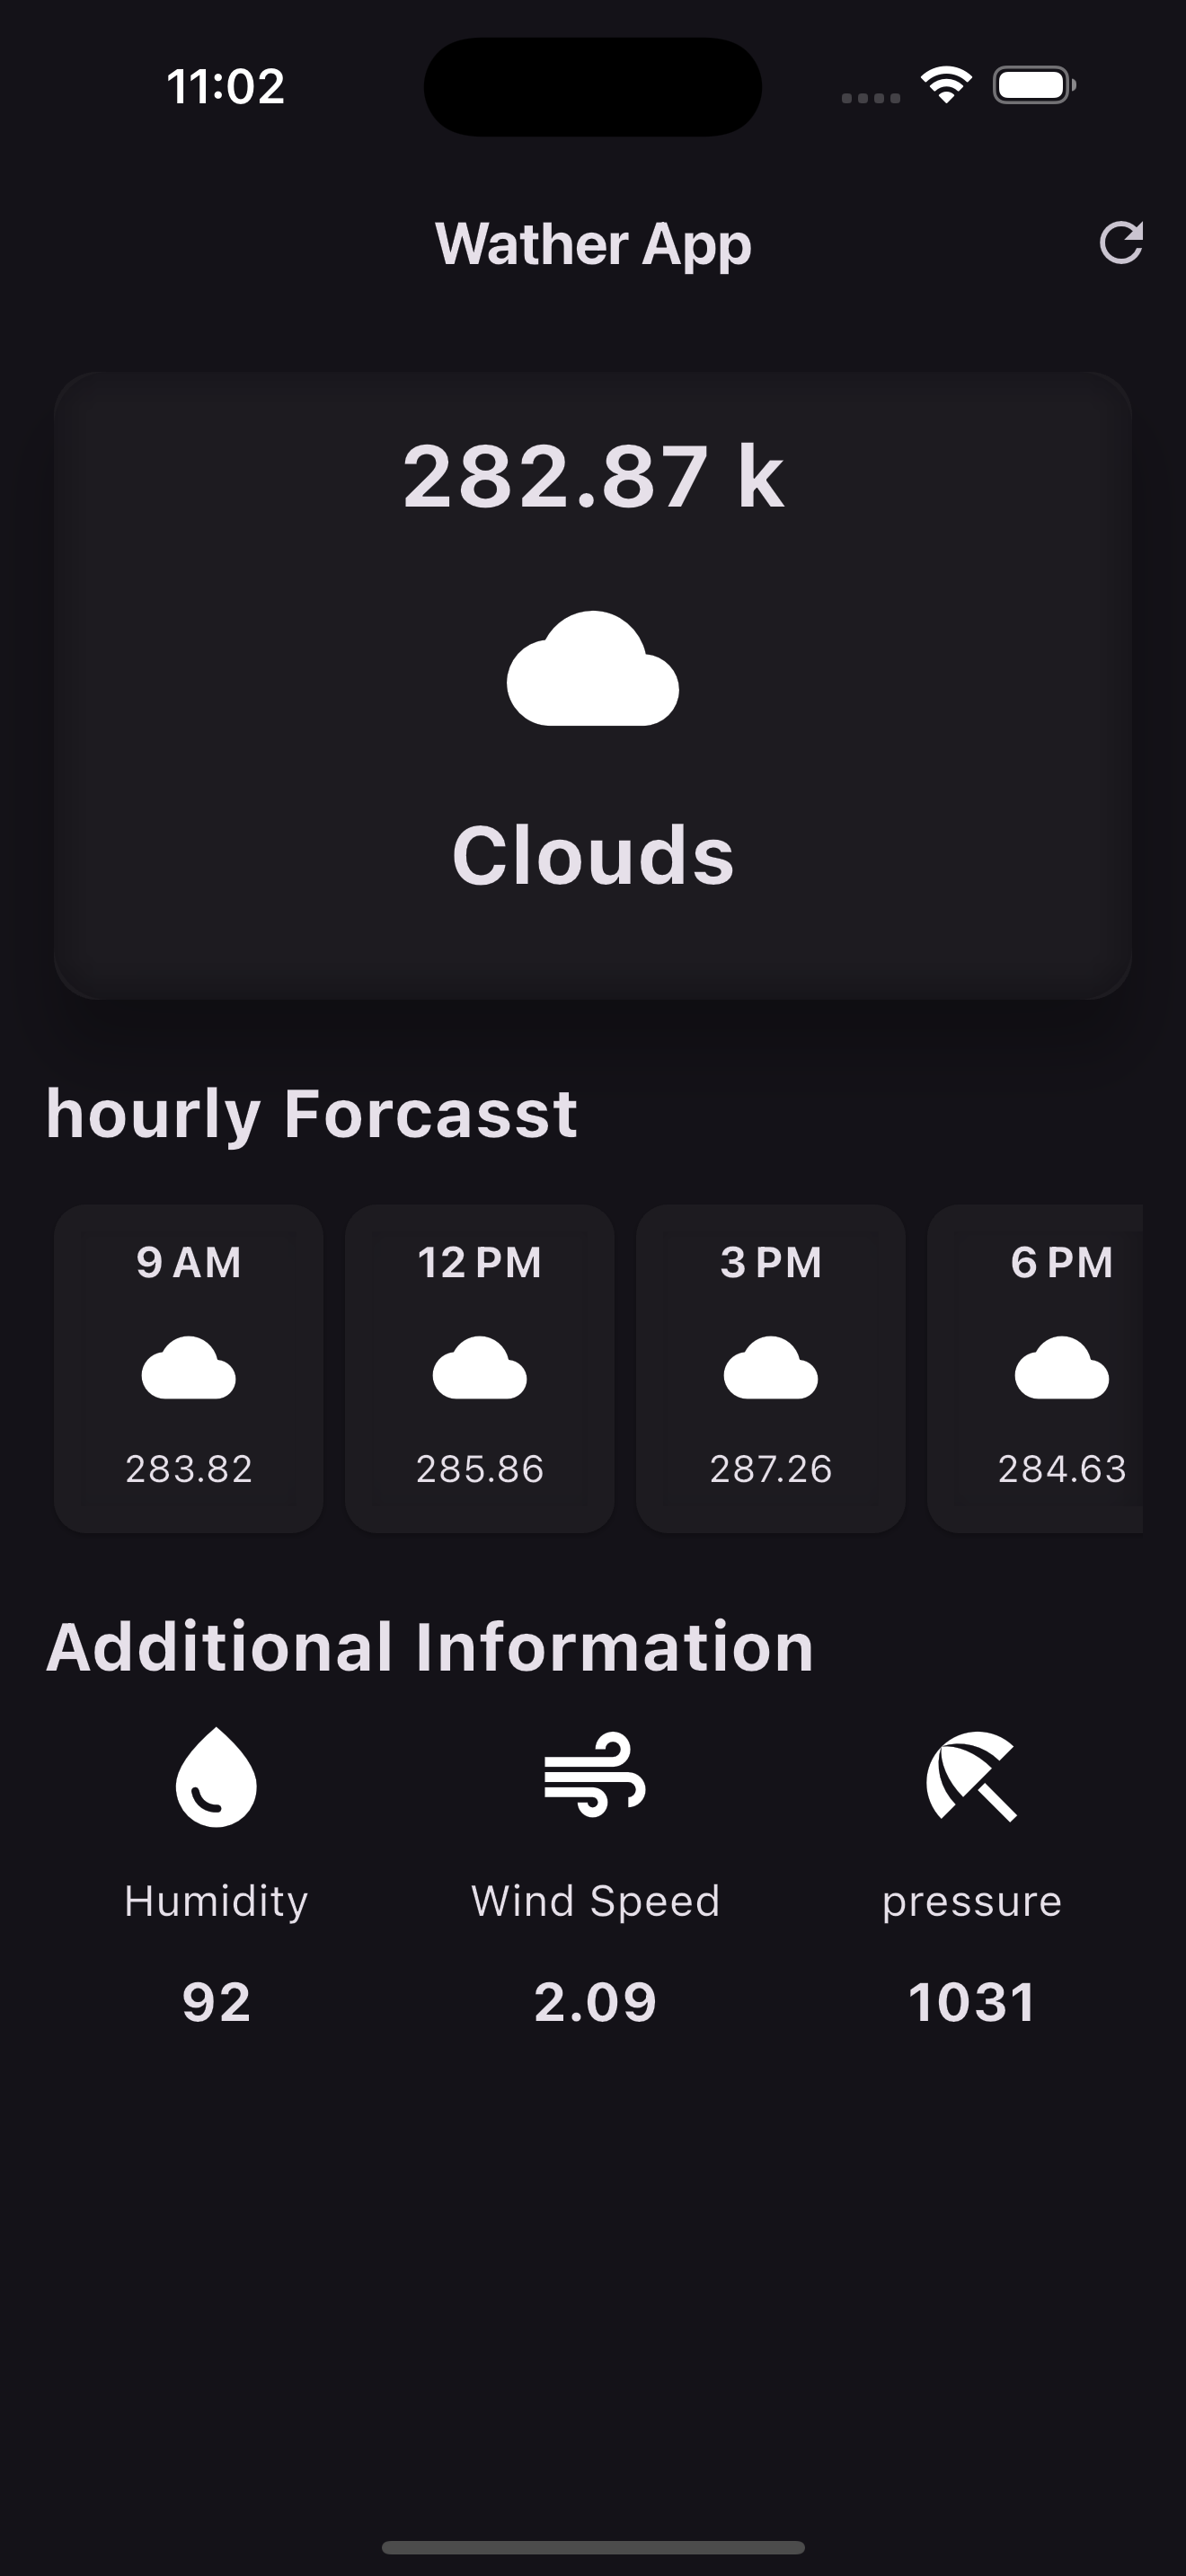 11:02
Wather App
282.87 k
Clouds
hourly Forcasst
9 AM 12 PM 3 PM 6 PM
283.82 285.86 287.26 284.63
Additional Information
Humidity Wind Speed pressure
92 2.09 1031